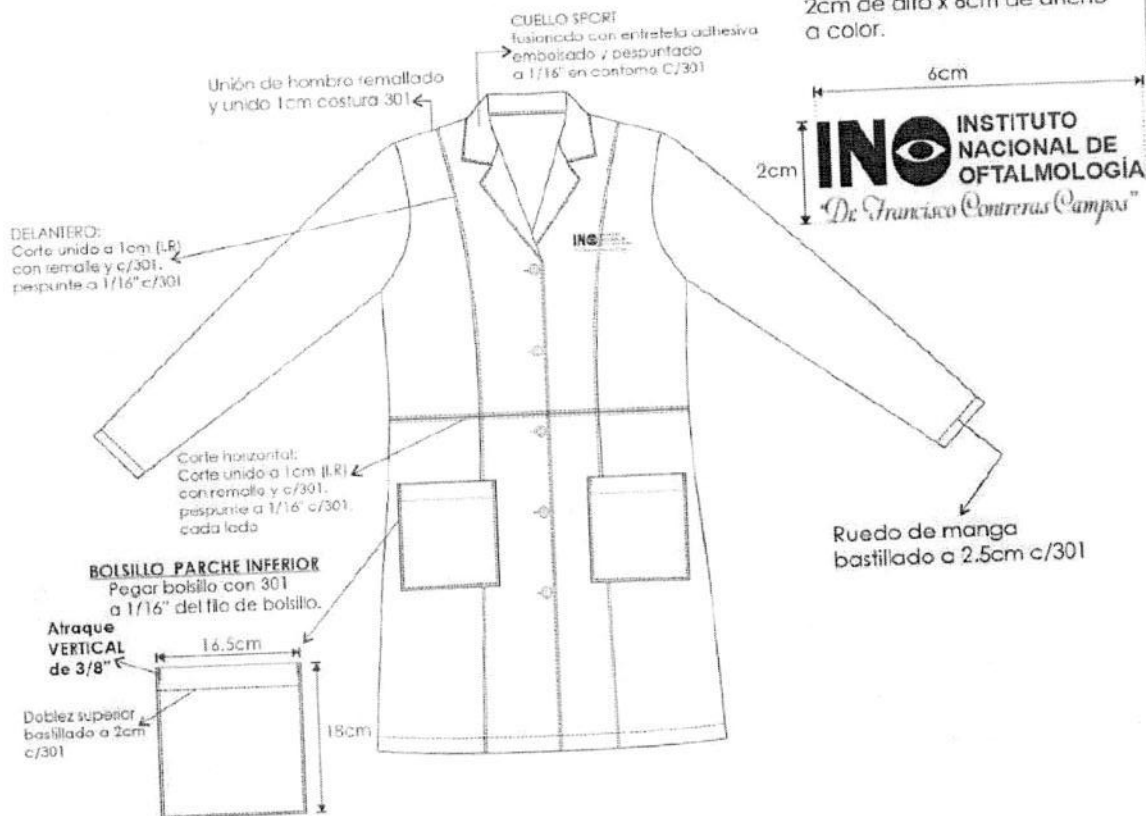 2cm de alto x 8cm de ancho
a color.
6cm
2cm
INO INSTITUTO
NACIONAL DE
OFTALMOLOGÍA
"Dr. Francisco Contreras Campos"
CUELLO SPORT
fusionado con entretela adhesiva
embolsado y pespuntado
a 1/16" en contorno C/301
Unión de hombro remallado
y unido 1cm costura 301
INO
DELANTERO:
Corte unido a 1cm (I.R)
con remalle y c/301.
pespunte a 1/16" c/301
Corte horizontal:
Corte unido a 1cm (I.R)
con remalle y c/301.
pespunte a 1/16" c/301.
cada lado
Ruedo de manga
bastillado a 2.5cm c/301
BOLSILLO PARCHE INFERIOR
Pegar bolsillo con 301
a 1/16" del filo de bolsillo.
Atraque
VERTICAL
de 3/8"
16.5cm
Doblez superior
bastillado a 2cm
c/301
18cm